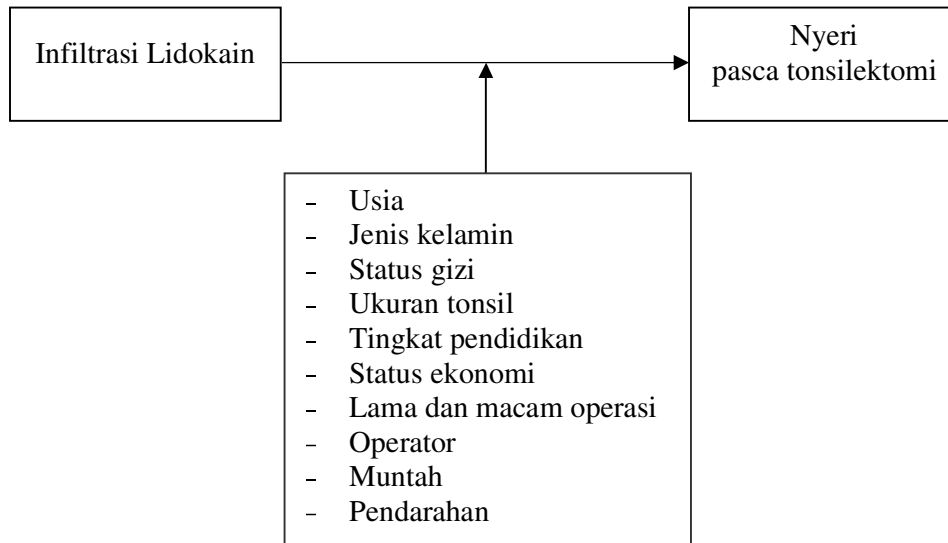 Infiltrasi Lidokain
Nyeri
pasca tonsilektomi
- Usia
- Jenis kelamin
- Status gizi
- Ukuran tonsil
- Tingkat pendidikan
- Status ekonomi
- Lama dan macam operasi
- Operator
- Muntah
- Pendarahan